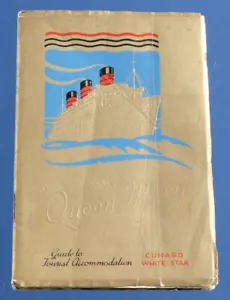 Queen Mary
Guide to
Tourist Accommodation
CUNARD
WHITE STAR